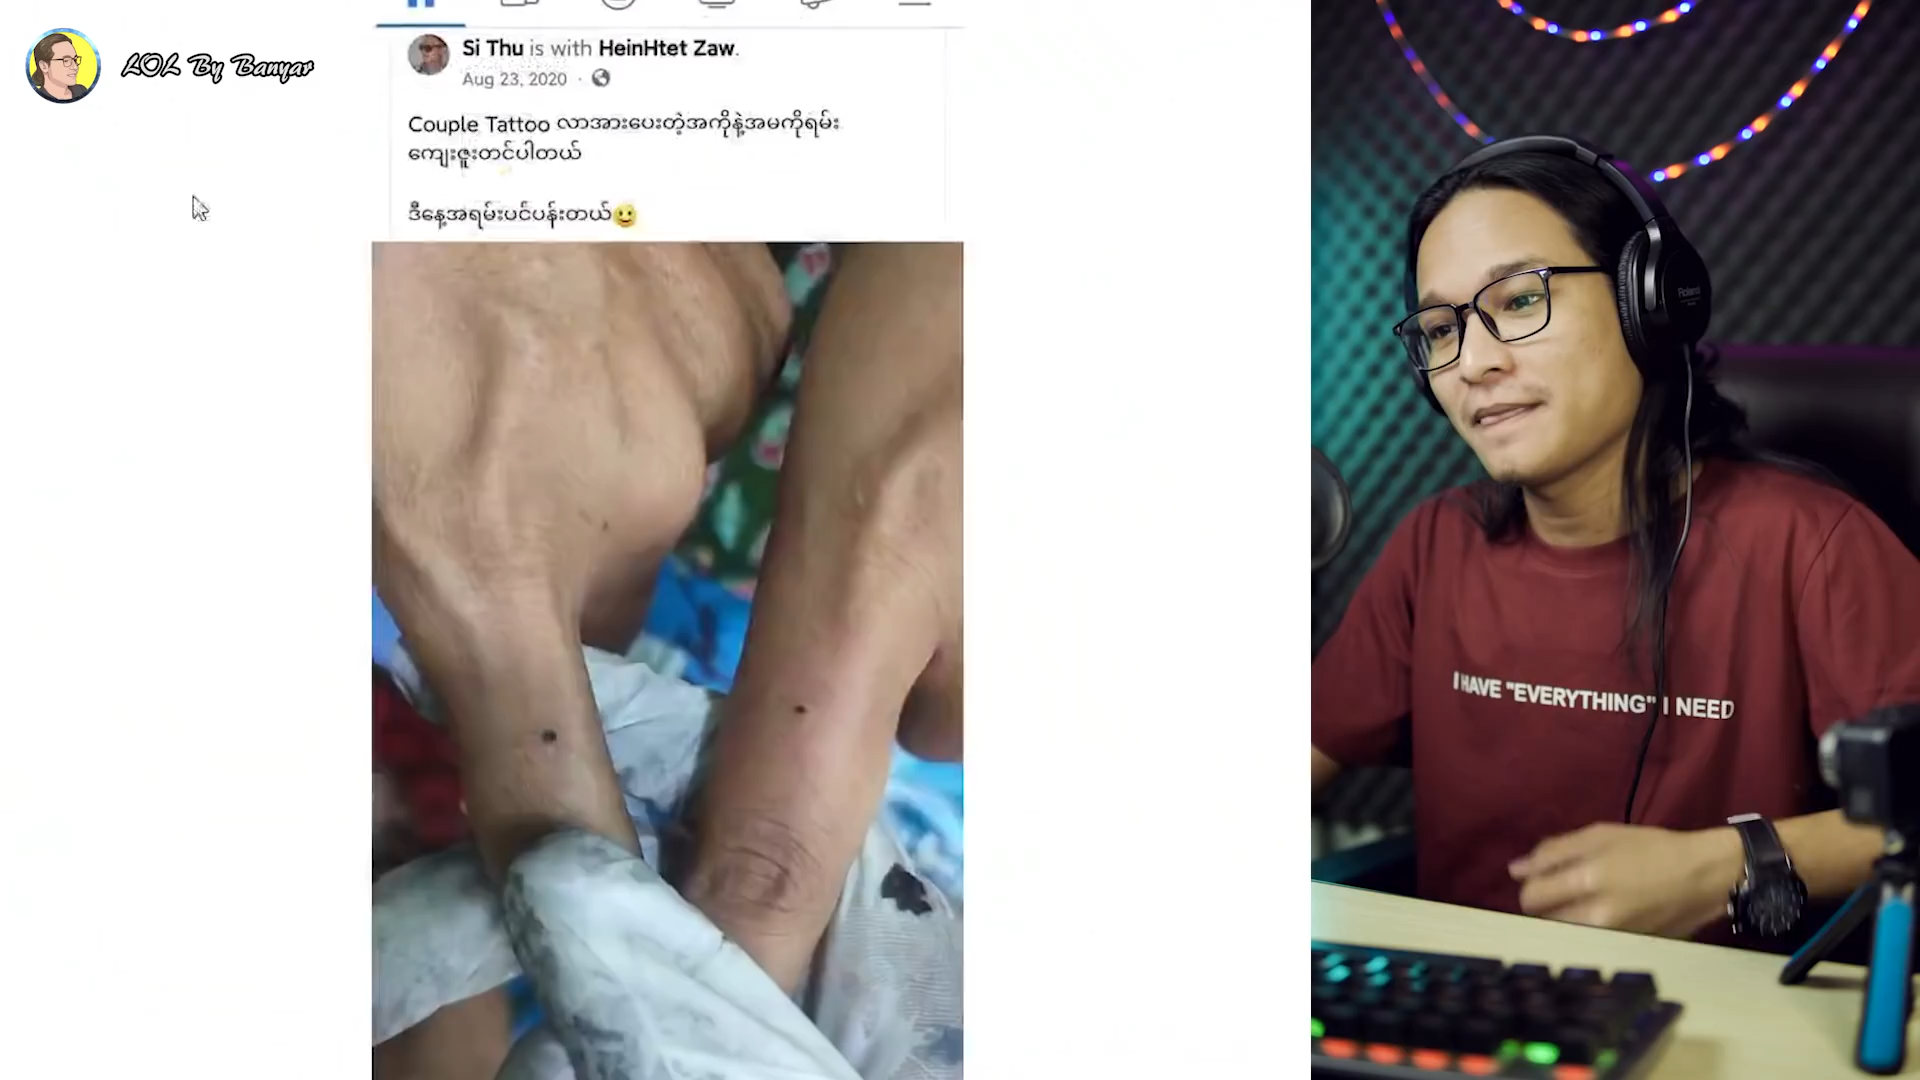 LOL By Banyar
Si Thu is with HeinHtet Zaw.
Aug 23, 2020
Couple Tattoo လာအားပေးတဲ့အကိုနဲ့အမကိုရမ်း
ကျေးဇူးတင်ပါတယ်
ဒီနေ့အရမ်းပင်ပန်းတယ်🙂
Roland
I HAVE "EVERYTHING" I NEED